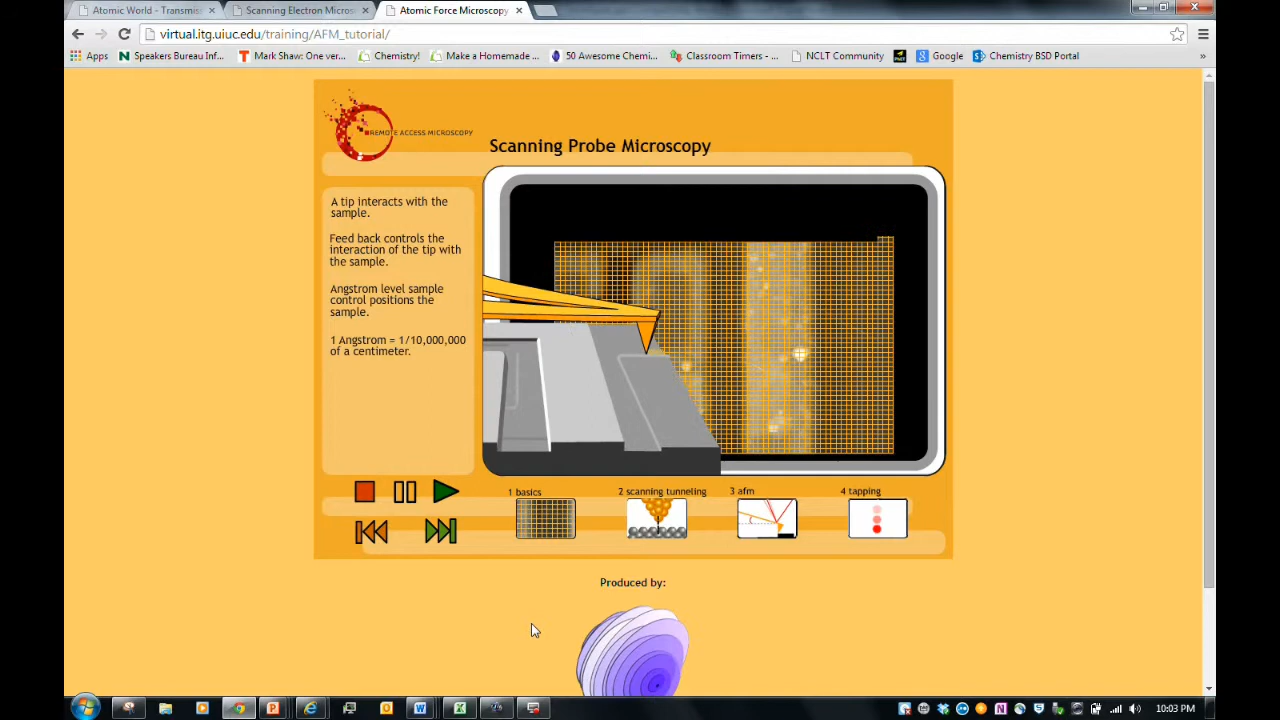 Atomic World - Transmis
Scanning Electron Micros
Atomic Force Microscopy
virtual.itg.uiuc.edu/training/AFM_tutorial/
Apps
Speakers Bureau Inf...
Mark Shaw: One ver...
Chemistry!
Make a Homemade ...
50 Awesome Chemi...
Classroom Timers - ...
NCLT Community
Google
Chemistry BSD Portal
»
REMOTE ACCESS MICROSCOPY
Scanning Probe Microscopy
A tip interacts with the
sample.
Feed back controls the
interaction of the tip with
the sample.
Angstrom level sample
control positions the
sample.
1 Angstrom = 1/10,000,000
of a centimeter.
1 basics
2 scanning tunneling
3 afm
4 tapping
Produced by:
10:03 PM